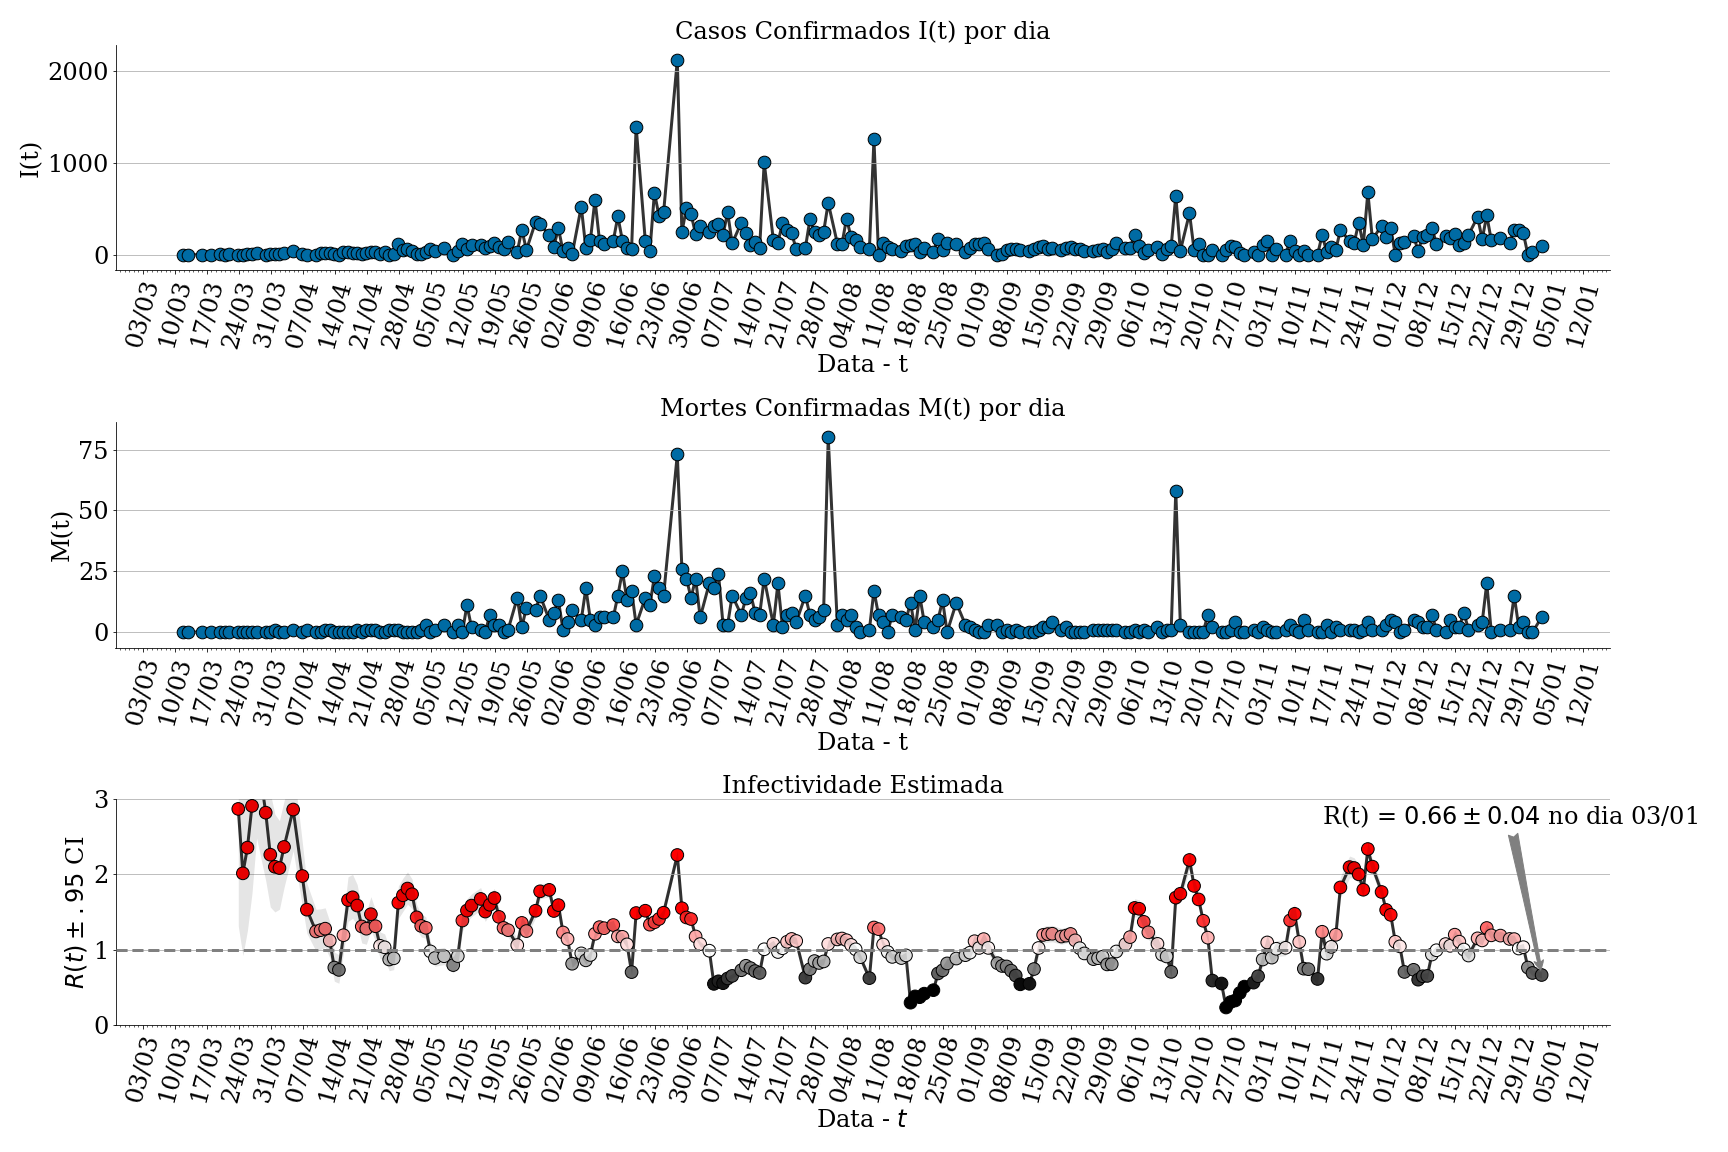 Casos Confirmados I(t) por dia
2000
1000
0
I(t)
03/03 10/03 17/03 24/03 31/03 07/04 14/04 21/04 28/04 05/05 12/05 19/05 26/05 02/06 09/06 16/06 23/06 30/06 07/07 14/07 21/07 28/07 04/08 11/08 18/08 25/08 01/09 08/09 15/09 22/09 29/09 06/10 13/10 20/10 27/10 03/11 10/11 17/11 24/11 01/12 08/12 15/12 22/12 29/12 05/01 12/01
Data - t
Mortes Confirmadas M(t) por dia
75
50
25
0
M(t)
03/03 10/03 17/03 24/03 31/03 07/04 14/04 21/04 28/04 05/05 12/05 19/05 26/05 02/06 09/06 16/06 23/06 30/06 07/07 14/07 21/07 28/07 04/08 11/08 18/08 25/08 01/09 08/09 15/09 22/09 29/09 06/10 13/10 20/10 27/10 03/11 10/11 17/11 24/11 01/12 08/12 15/12 22/12 29/12 05/01 12/01
Data - t
Infectividade Estimada
R(t) = 0.66 ± 0.04 no dia 03/01
3
2
1
0
R(t) ± .95 CI
03/03 10/03 17/03 24/03 31/03 07/04 14/04 21/04 28/04 05/05 12/05 19/05 26/05 02/06 09/06 16/06 23/06 30/06 07/07 14/07 21/07 28/07 04/08 11/08 18/08 25/08 01/09 08/09 15/09 22/09 29/09 06/10 13/10 20/10 27/10 03/11 10/11 17/11 24/11 01/12 08/12 15/12 22/12 29/12 05/01 12/01
Data - t